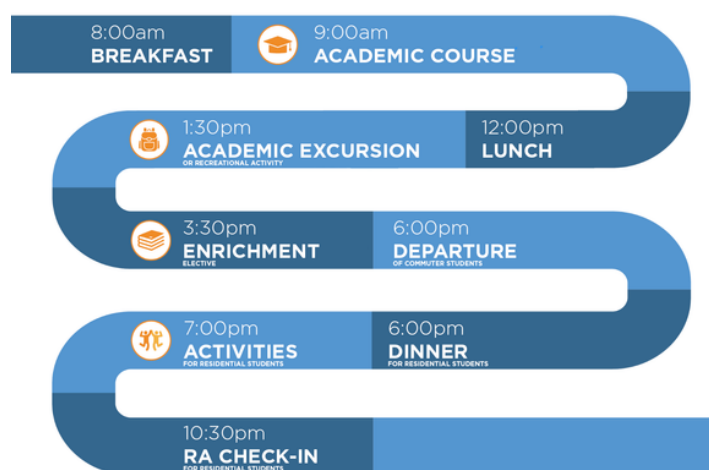 8:00am
BREAKFAST
9:00am
ACADEMIC COURSE
12:00pm
LUNCH
1:30pm
ACADEMIC EXCURSION
OR RECREATIONAL ACTIVITY
3:30pm
ENRICHMENT
ELECTIVE
6:00pm
DEPARTURE
OF COMMUTER STUDENTS
6:00pm
DINNER
FOR RESIDENTIAL STUDENTS
7:00pm
ACTIVITIES
FOR RESIDENTIAL STUDENTS
10:30pm
RA CHECK-IN
FOR RESIDENTIAL STUDENTS